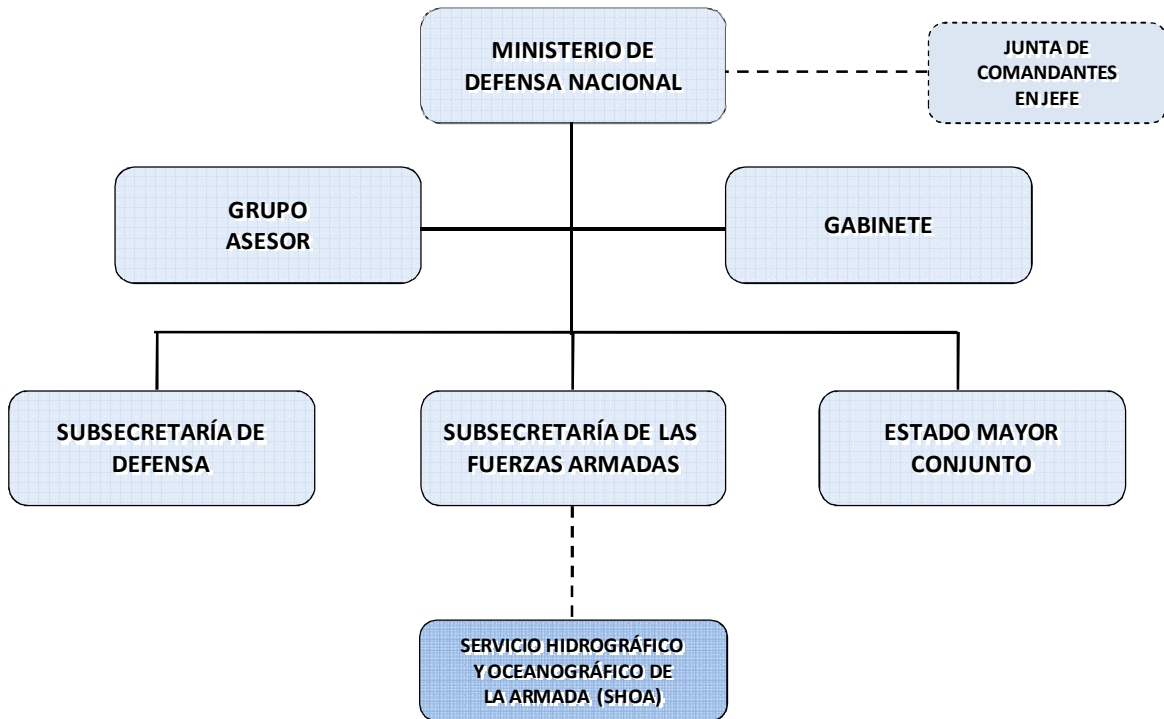 MINISTERIO DE
DEFENSA NACIONAL
JUNTA DE
COMANDANTES
EN JEFE
GRUPO
ASESOR
GABINETE
SUBSECRETARÍA DE
DEFENSA
SUBSECRETARÍA DE LAS
FUERZAS ARMADAS
ESTADO MAYOR
CONJUNTO
SERVICIO HIDROGRÁFICO
Y OCEANOGRÁFICO DE
LA ARMADA (SHOA)